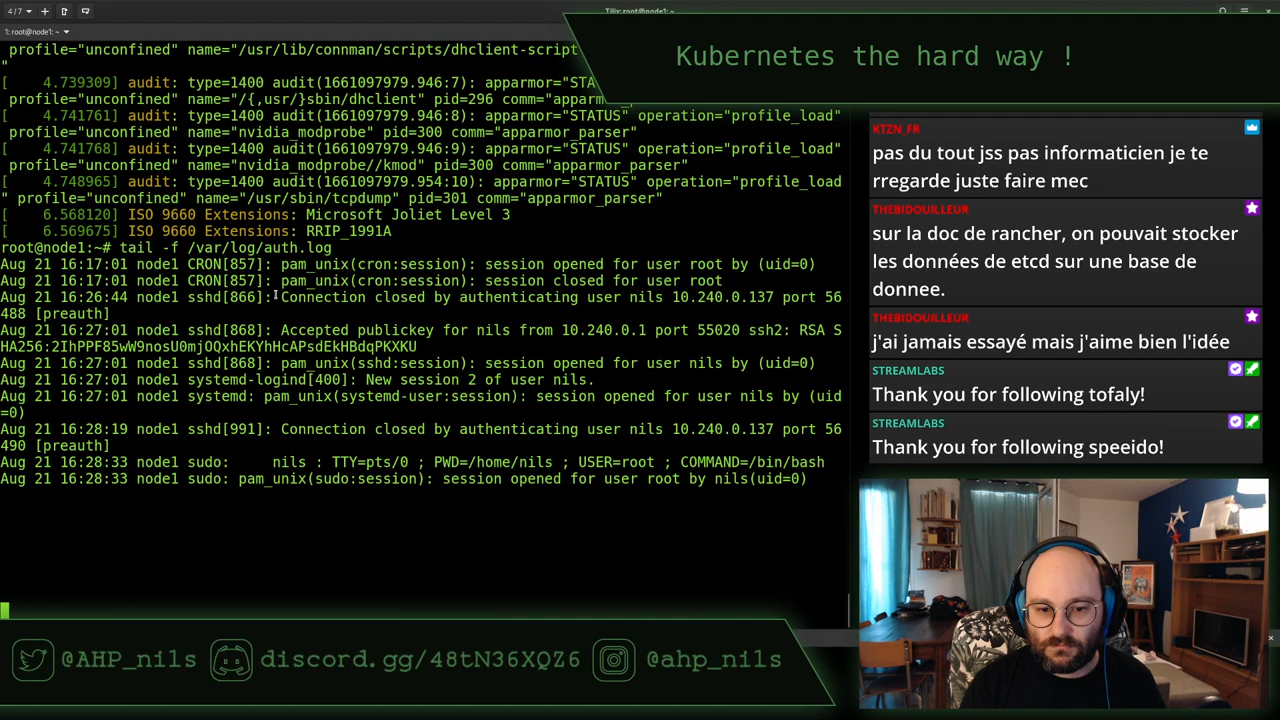 4/7
Tilix: root@node1: ~
1: root@node1: ~
Kubernetes the hard way !
profile="unconfined" name="/usr/lib/connman/scripts/dhclient-script
"
[    4.739309] audit: type=1400 audit(1661097979.946:7): apparmor="STA
profile="unconfined" name="/{,usr/}sbin/dhclient" pid=296 comm="apparm
[    4.741761] audit: type=1400 audit(1661097979.946:8): apparmor="STATUS" operation="profile_load"
profile="unconfined" name="nvidia_modprobe" pid=300 comm="apparmor_parser"
[    4.741768] audit: type=1400 audit(1661097979.946:9): apparmor="STATUS" operation="profile_load"
profile="unconfined" name="nvidia_modprobe//kmod" pid=300 comm="apparmor_parser"
[    4.748965] audit: type=1400 audit(1661097979.954:10): apparmor="STATUS" operation="profile_load
" profile="unconfined" name="/usr/sbin/tcpdump" pid=301 comm="apparmor_parser"
[    6.568120] ISO 9660 Extensions: Microsoft Joliet Level 3
[    6.569675] ISO 9660 Extensions: RRIP_1991A
root@node1:~# tail -f /var/log/auth.log
Aug 21 16:17:01 node1 CRON[857]: pam_unix(cron:session): session opened for user root by (uid=0)
Aug 21 16:17:01 node1 CRON[857]: pam_unix(cron:session): session closed for user root
Aug 21 16:26:44 node1 sshd[866]: Connection closed by authenticating user nils 10.240.0.137 port 56
488 [preauth]
Aug 21 16:27:01 node1 sshd[868]: Accepted publickey for nils from 10.240.0.1 port 55020 ssh2: RSA S
HA256:2IhPPF85wW9nosU0mjOQxhEKYhHcAPsdEkHBdqPKXKU
Aug 21 16:27:01 node1 sshd[868]: pam_unix(sshd:session): session opened for user nils by (uid=0)
Aug 21 16:27:01 node1 systemd-logind[400]: New session 2 of user nils.
Aug 21 16:27:01 node1 systemd: pam_unix(systemd-user:session): session opened for user nils by (uid
=0)
Aug 21 16:28:19 node1 sshd[991]: Connection closed by authenticating user nils 10.240.0.137 port 56
490 [preauth]
Aug 21 16:28:33 node1 sudo:     nils : TTY=pts/0 ; PWD=/home/nils ; USER=root ; COMMAND=/bin/bash
Aug 21 16:28:33 node1 sudo: pam_unix(sudo:session): session opened for user root by nils(uid=0)
KTZN_FR
pas du tout jss pas informaticien je te
rregarde juste faire mec
THEBIDOUILLEUR
sur la doc de rancher, on pouvait stocker
les données de etcd sur une base de
donnee.
THEBIDOUILLEUR
j'ai jamais essayé mais j'aime bien l'idée
STREAMLABS
Thank you for following tofaly!
STREAMLABS
Thank you for following speeido!
@AHP_nils
discord.gg/48tN36XQZ6
@ahp_nils